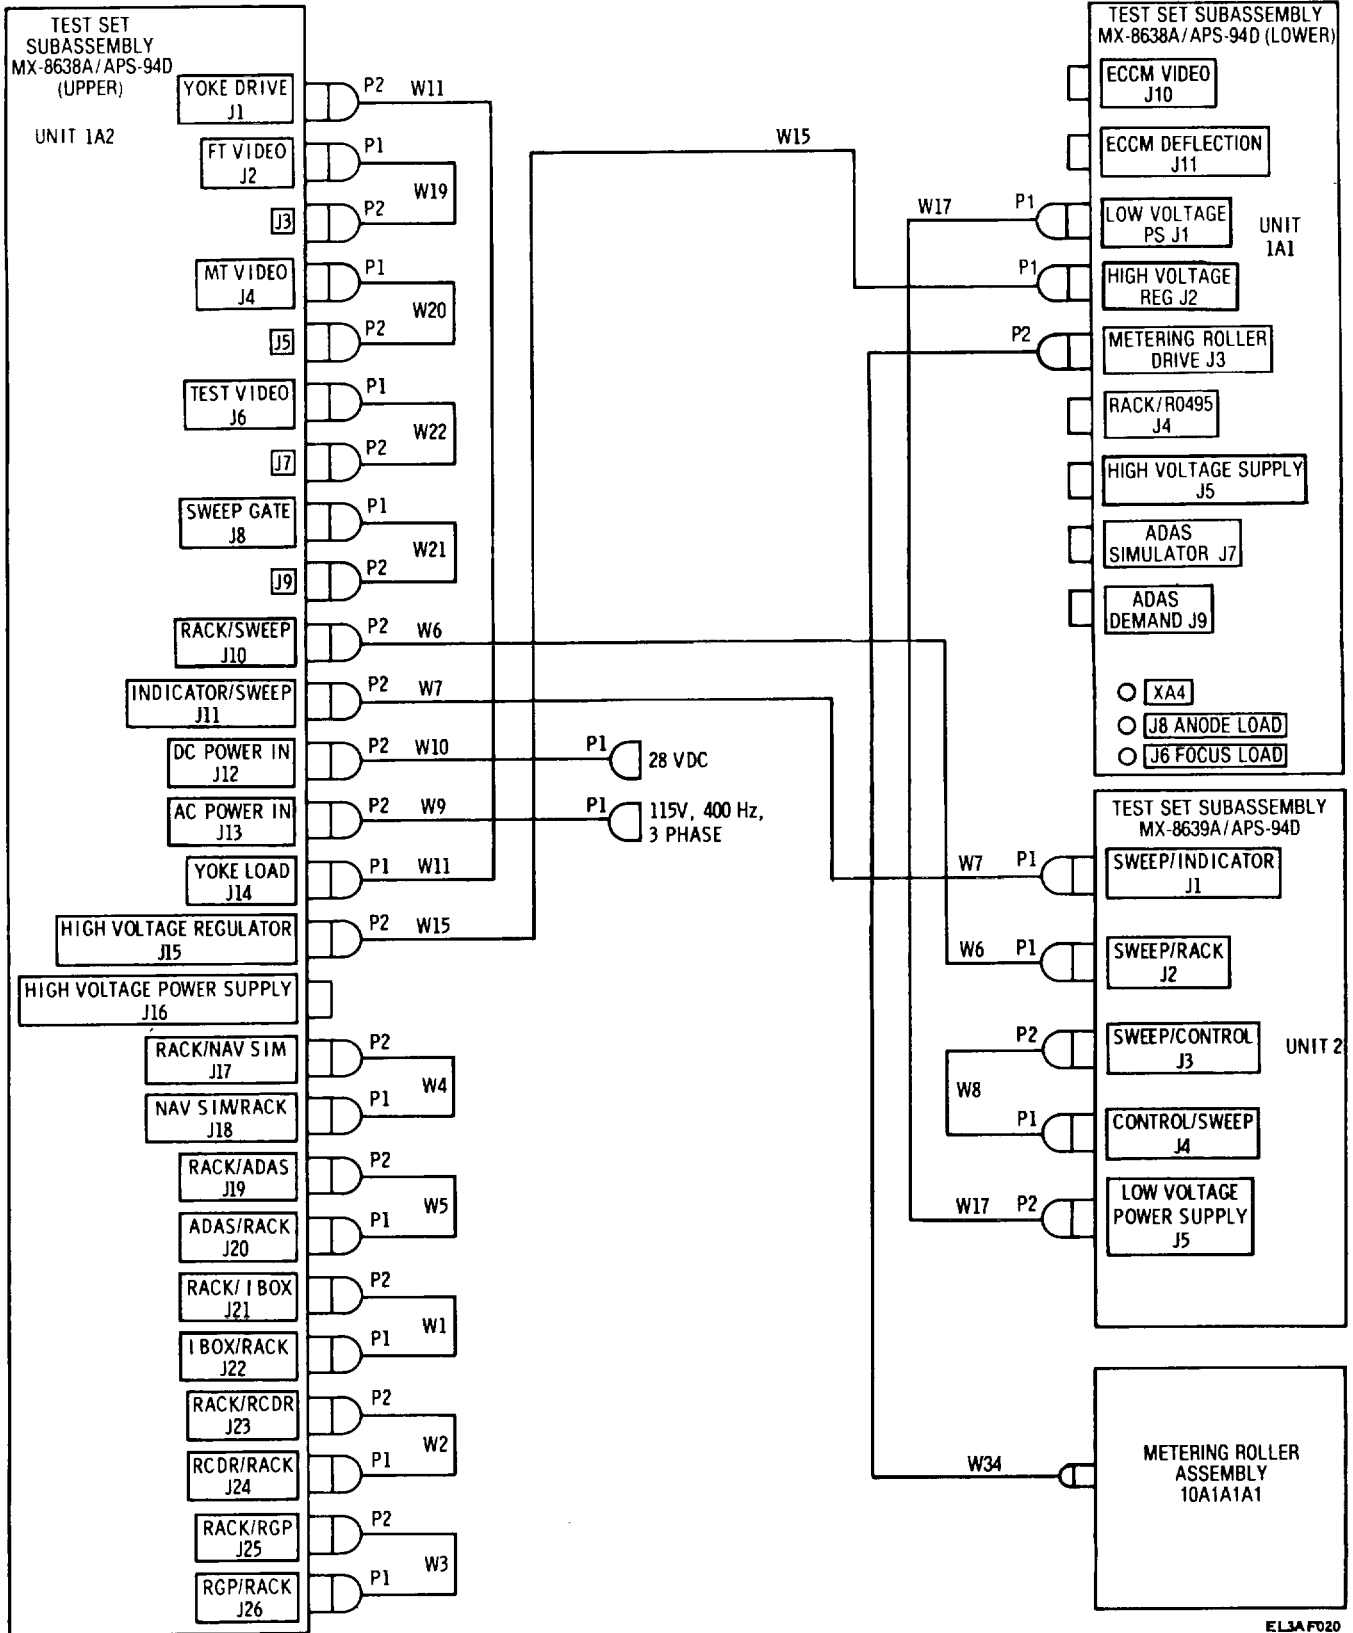 TEST SET
SUBASSEMBLY
MX-8638A/APS-94D
(UPPER)
UNIT 1A2
YOKE DRIVE
J1
P2
W11
FT VIDEO
J2
P1
W19
J3
P2
MT VIDEO
J4
P1
W20
J5
P2
TEST VIDEO
J6
P1
W22
J7
P2
SWEEP GATE
J8
P1
W21
J9
P2
RACK/SWEEP
J10
P2
W6
INDICATOR/SWEEP
J11
P2
W7
DC POWER IN
J12
P2
W10
P1
28 VDC
AC POWER IN
J13
P2
W9
P1
115V, 400 Hz,
3 PHASE
YOKE LOAD
J14
P1
W11
HIGH VOLTAGE REGULATOR
J15
P2
W15
HIGH VOLTAGE POWER SUPPLY
J16
RACK/NAV SIM
J17
P2
W4
NAV SIM/RACK
J18
P1
RACK/ADAS
J19
P2
W5
ADAS/RACK
J20
P1
RACK/I BOX
J21
P2
W1
I BOX/RACK
J22
P1
RACK/RCDR
J23
P2
W2
RCDR/RACK
J24
P1
RACK/RGP
J25
P2
W3
RGP/RACK
J26
P1
W15
TEST SET SUBASSEMBLY
MX-8638A/APS-94D (LOWER)
ECCM VIDEO
J10
ECCM DEFLECTION
J11
W17
P1
LOW VOLTAGE
PS J1
UNIT
1A1
P1
HIGH VOLTAGE
REG J2
P2
METERING ROLLER
DRIVE J3
RACK/RO495
J4
HIGH VOLTAGE SUPPLY
J5
ADAS
SIMULATOR J7
ADAS
DEMAND J9
XA4
J8 ANODE LOAD
J6 FOCUS LOAD
TEST SET SUBASSEMBLY
MX-8639A/APS-94D
W7
P1
SWEEP/INDICATOR
J1
W6
P1
SWEEP/RACK
J2
P2
SWEEP/CONTROL
J3
UNIT 2
W8
P1
CONTROL/SWEEP
J4
W17
P2
LOW VOLTAGE
POWER SUPPLY
J5
W34
METERING ROLLER
ASSEMBLY
10A1A1A1
EL3AF020